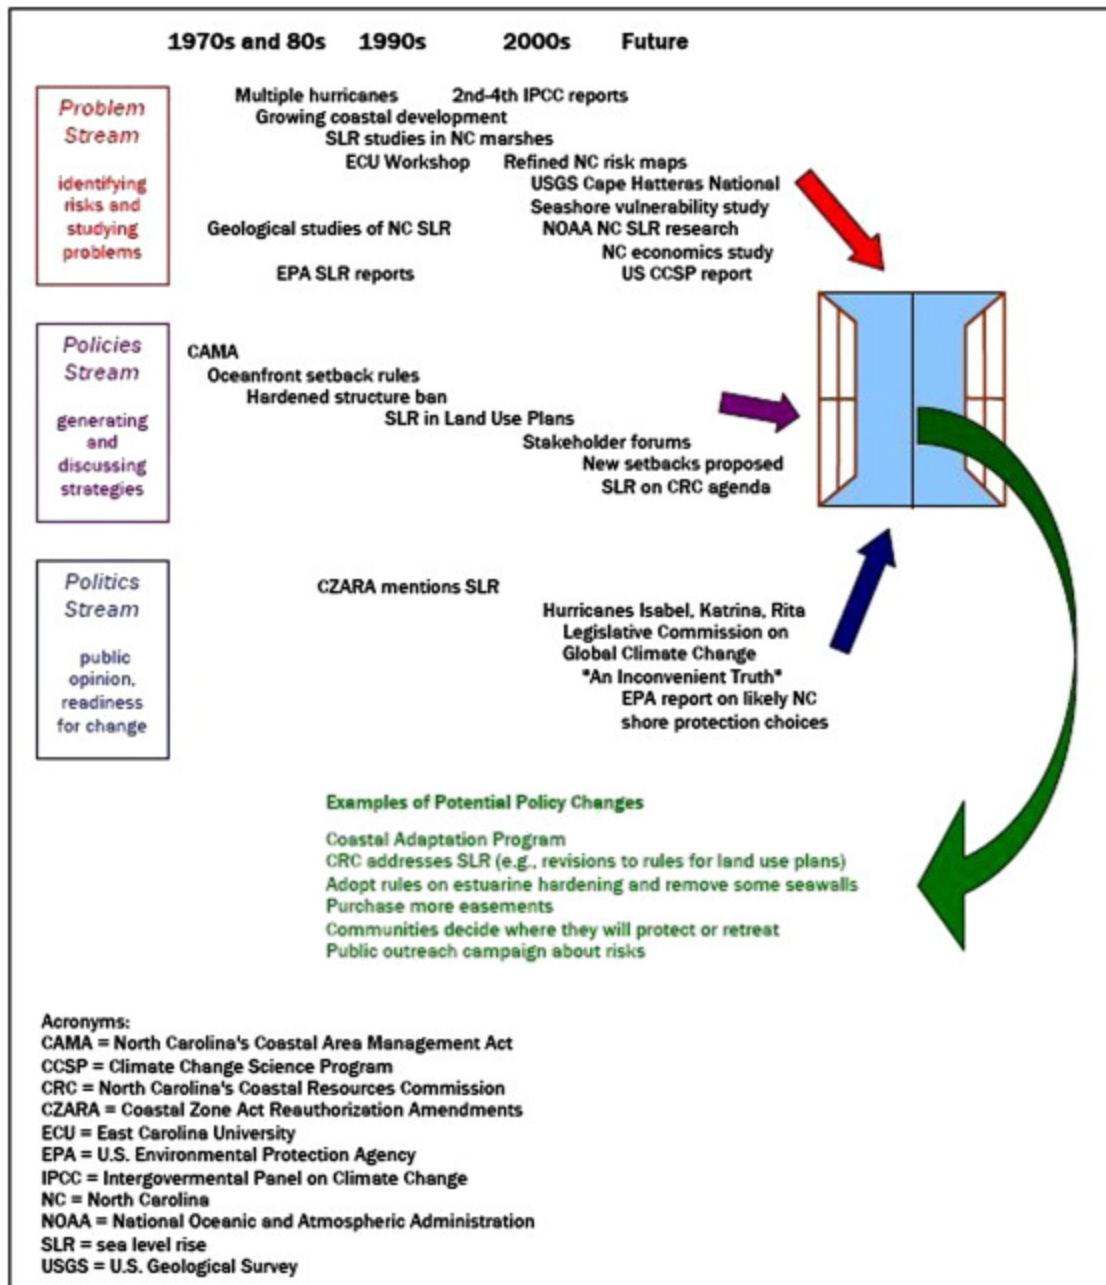 1970s and 80s 1990s 2000s Future
Problem
Stream
identifying
risks and
studying
problems
Multiple hurricanes 2nd-4th IPCC reports
Growing coastal development
SLR studies in NC marshes
ECU Workshop Refined NC risk maps
USGS Cape Hatteras National
Seashore vulnerability study
Geological studies of NC SLR NOAA NC SLR research
NC economics study
EPA SLR reports US CCSP report
Policies
Stream
generating
and
discussing
strategies
CAMA
Oceanfront setback rules
Hardened structure ban
SLR in Land Use Plans
Stakeholder forums
New setbacks proposed
SLR on CRC agenda
Politics
Stream
public
opinion,
readiness
for change
CZARA mentions SLR
Hurricanes Isabel, Katrina, Rita
Legislative Commission on
Global Climate Change
"An Inconvenient Truth"
EPA report on likely NC
shore protection choices
Examples of Potential Policy Changes
Coastal Adaptation Program
CRC addresses SLR (e.g., revisions to rules for land use plans)
Adopt rules on estuarine hardening and remove some seawalls
Purchase more easements
Communities decide where they will protect or retreat
Public outreach campaign about risks
Acronyms:
CAMA = North Carolina's Coastal Area Management Act
CCSP = Climate Change Science Program
CRC = North Carolina's Coastal Resources Commission
CZARA = Coastal Zone Act Reauthorization Amendments
ECU = East Carolina University
EPA = U.S. Environmental Protection Agency
IPCC = Intergovermental Panel on Climate Change
NC = North Carolina
NOAA = National Oceanic and Atmospheric Administration
SLR = sea level rise
USGS = U.S. Geological Survey